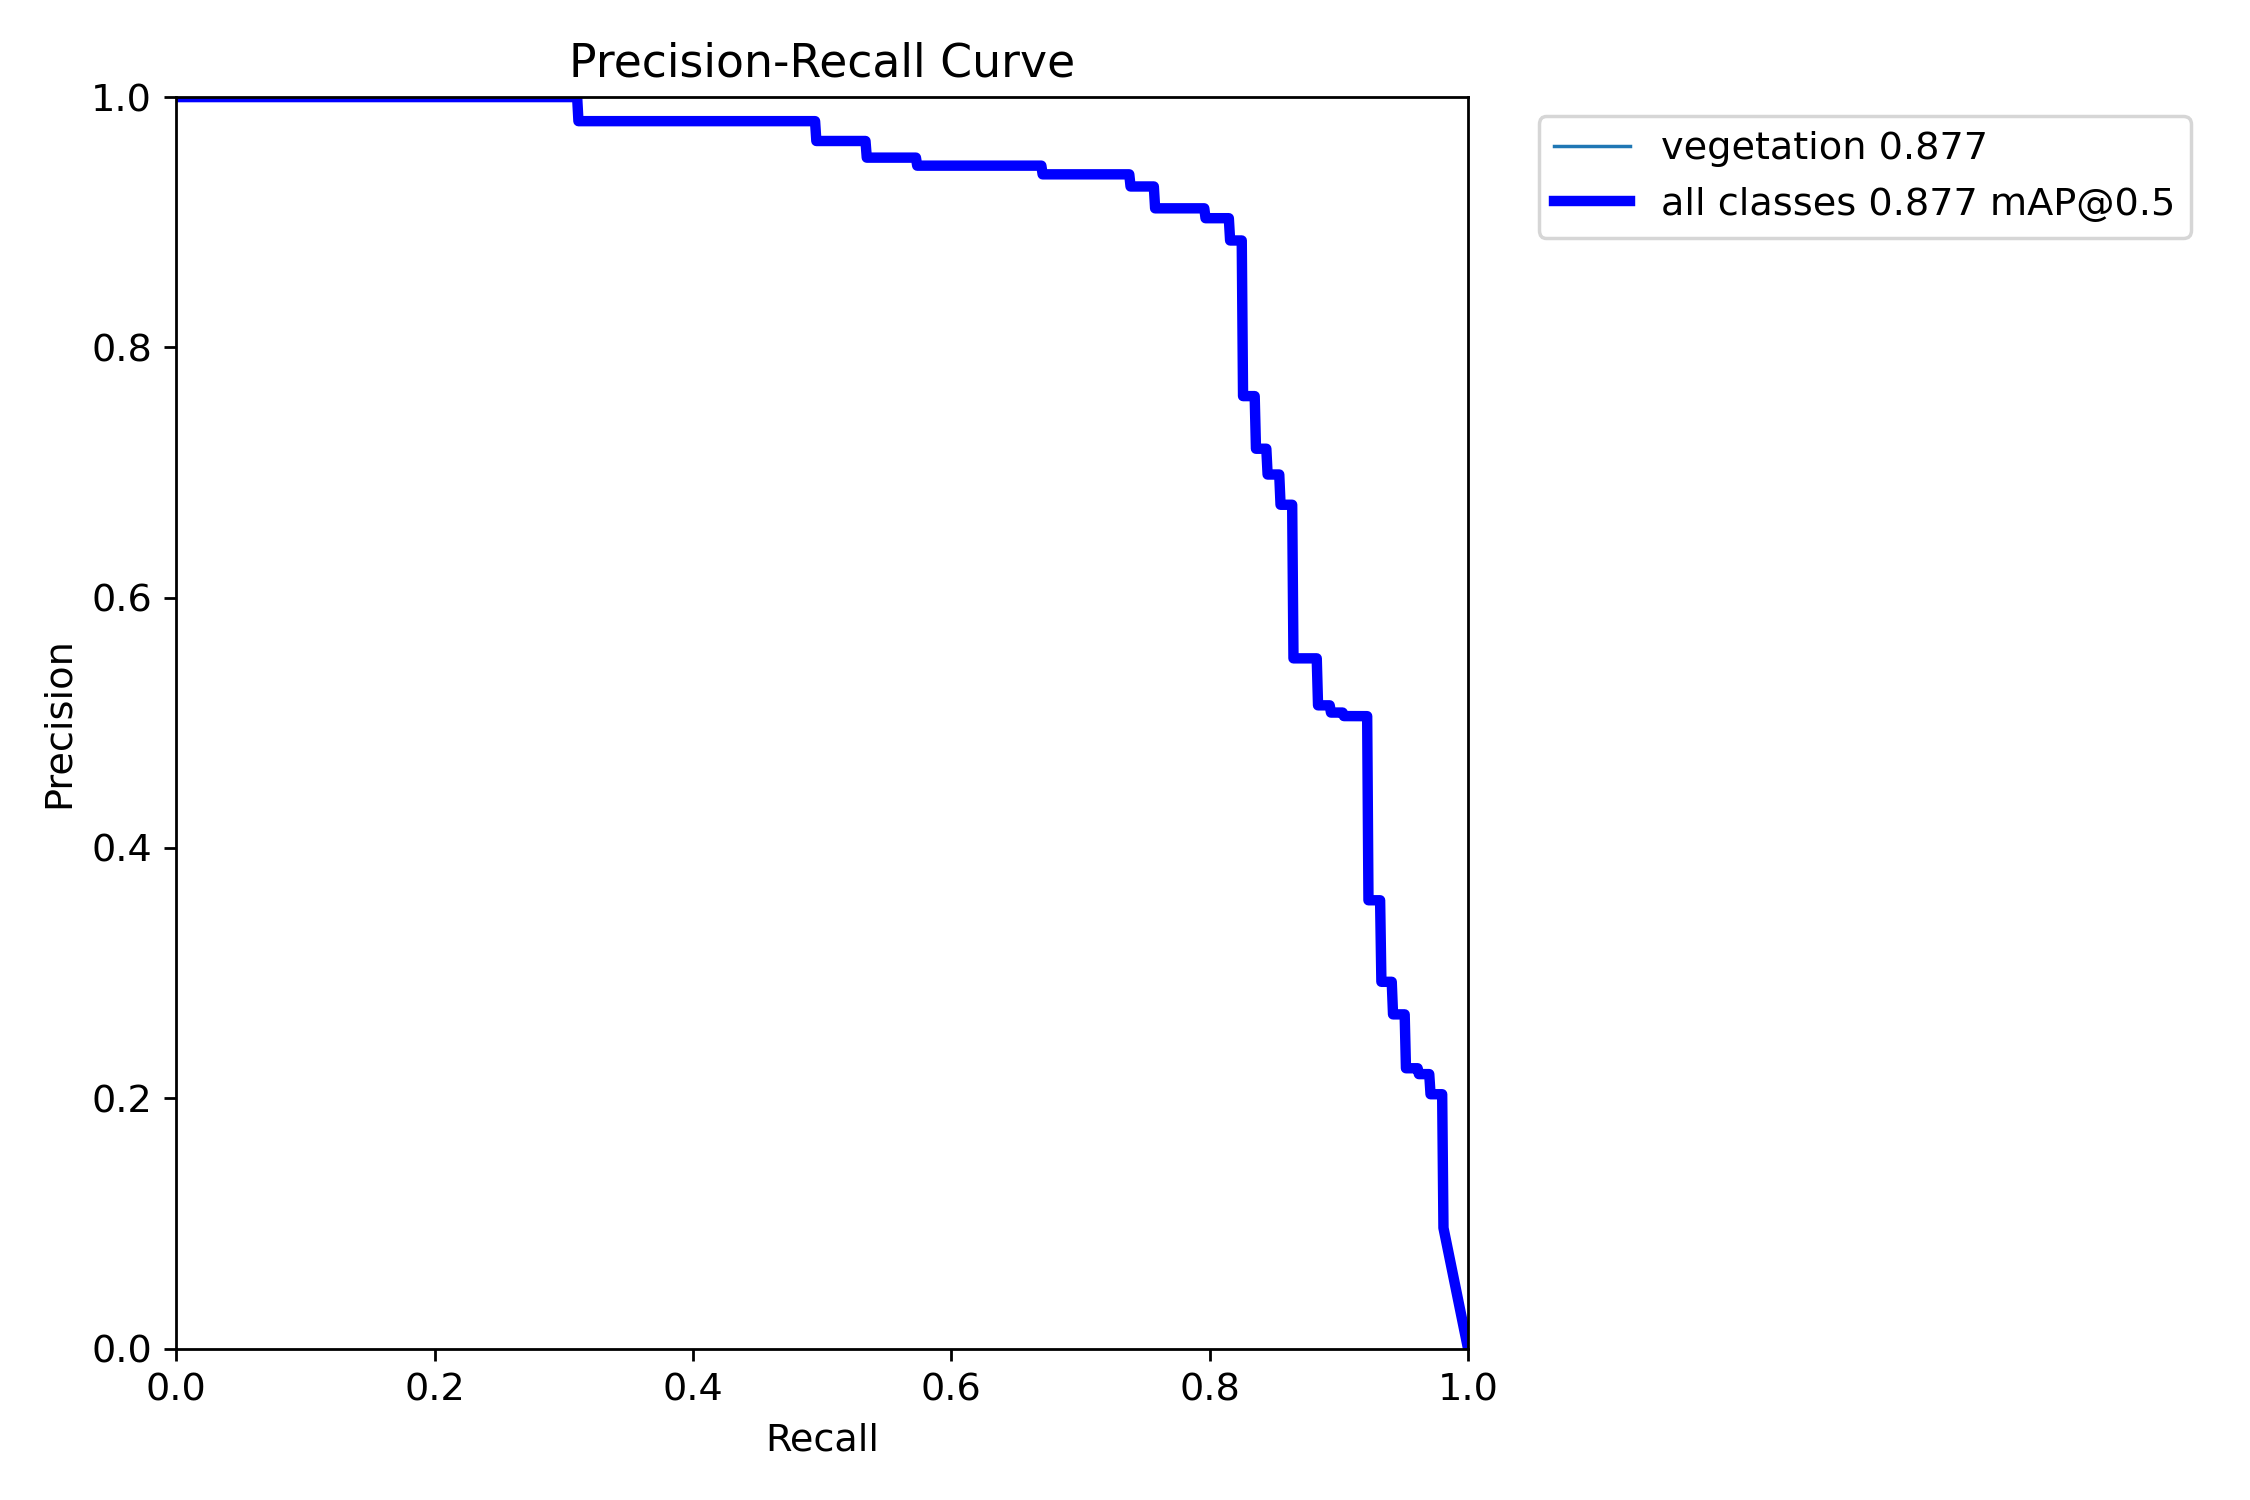 Precision-Recall Curve
1.0
0.8
0.6
0.4
0.2
0.0
Precision
0.0 0.2 0.4 0.6 0.8 1.0
Recall
vegetation 0.877
all classes 0.877 mAP@0.5